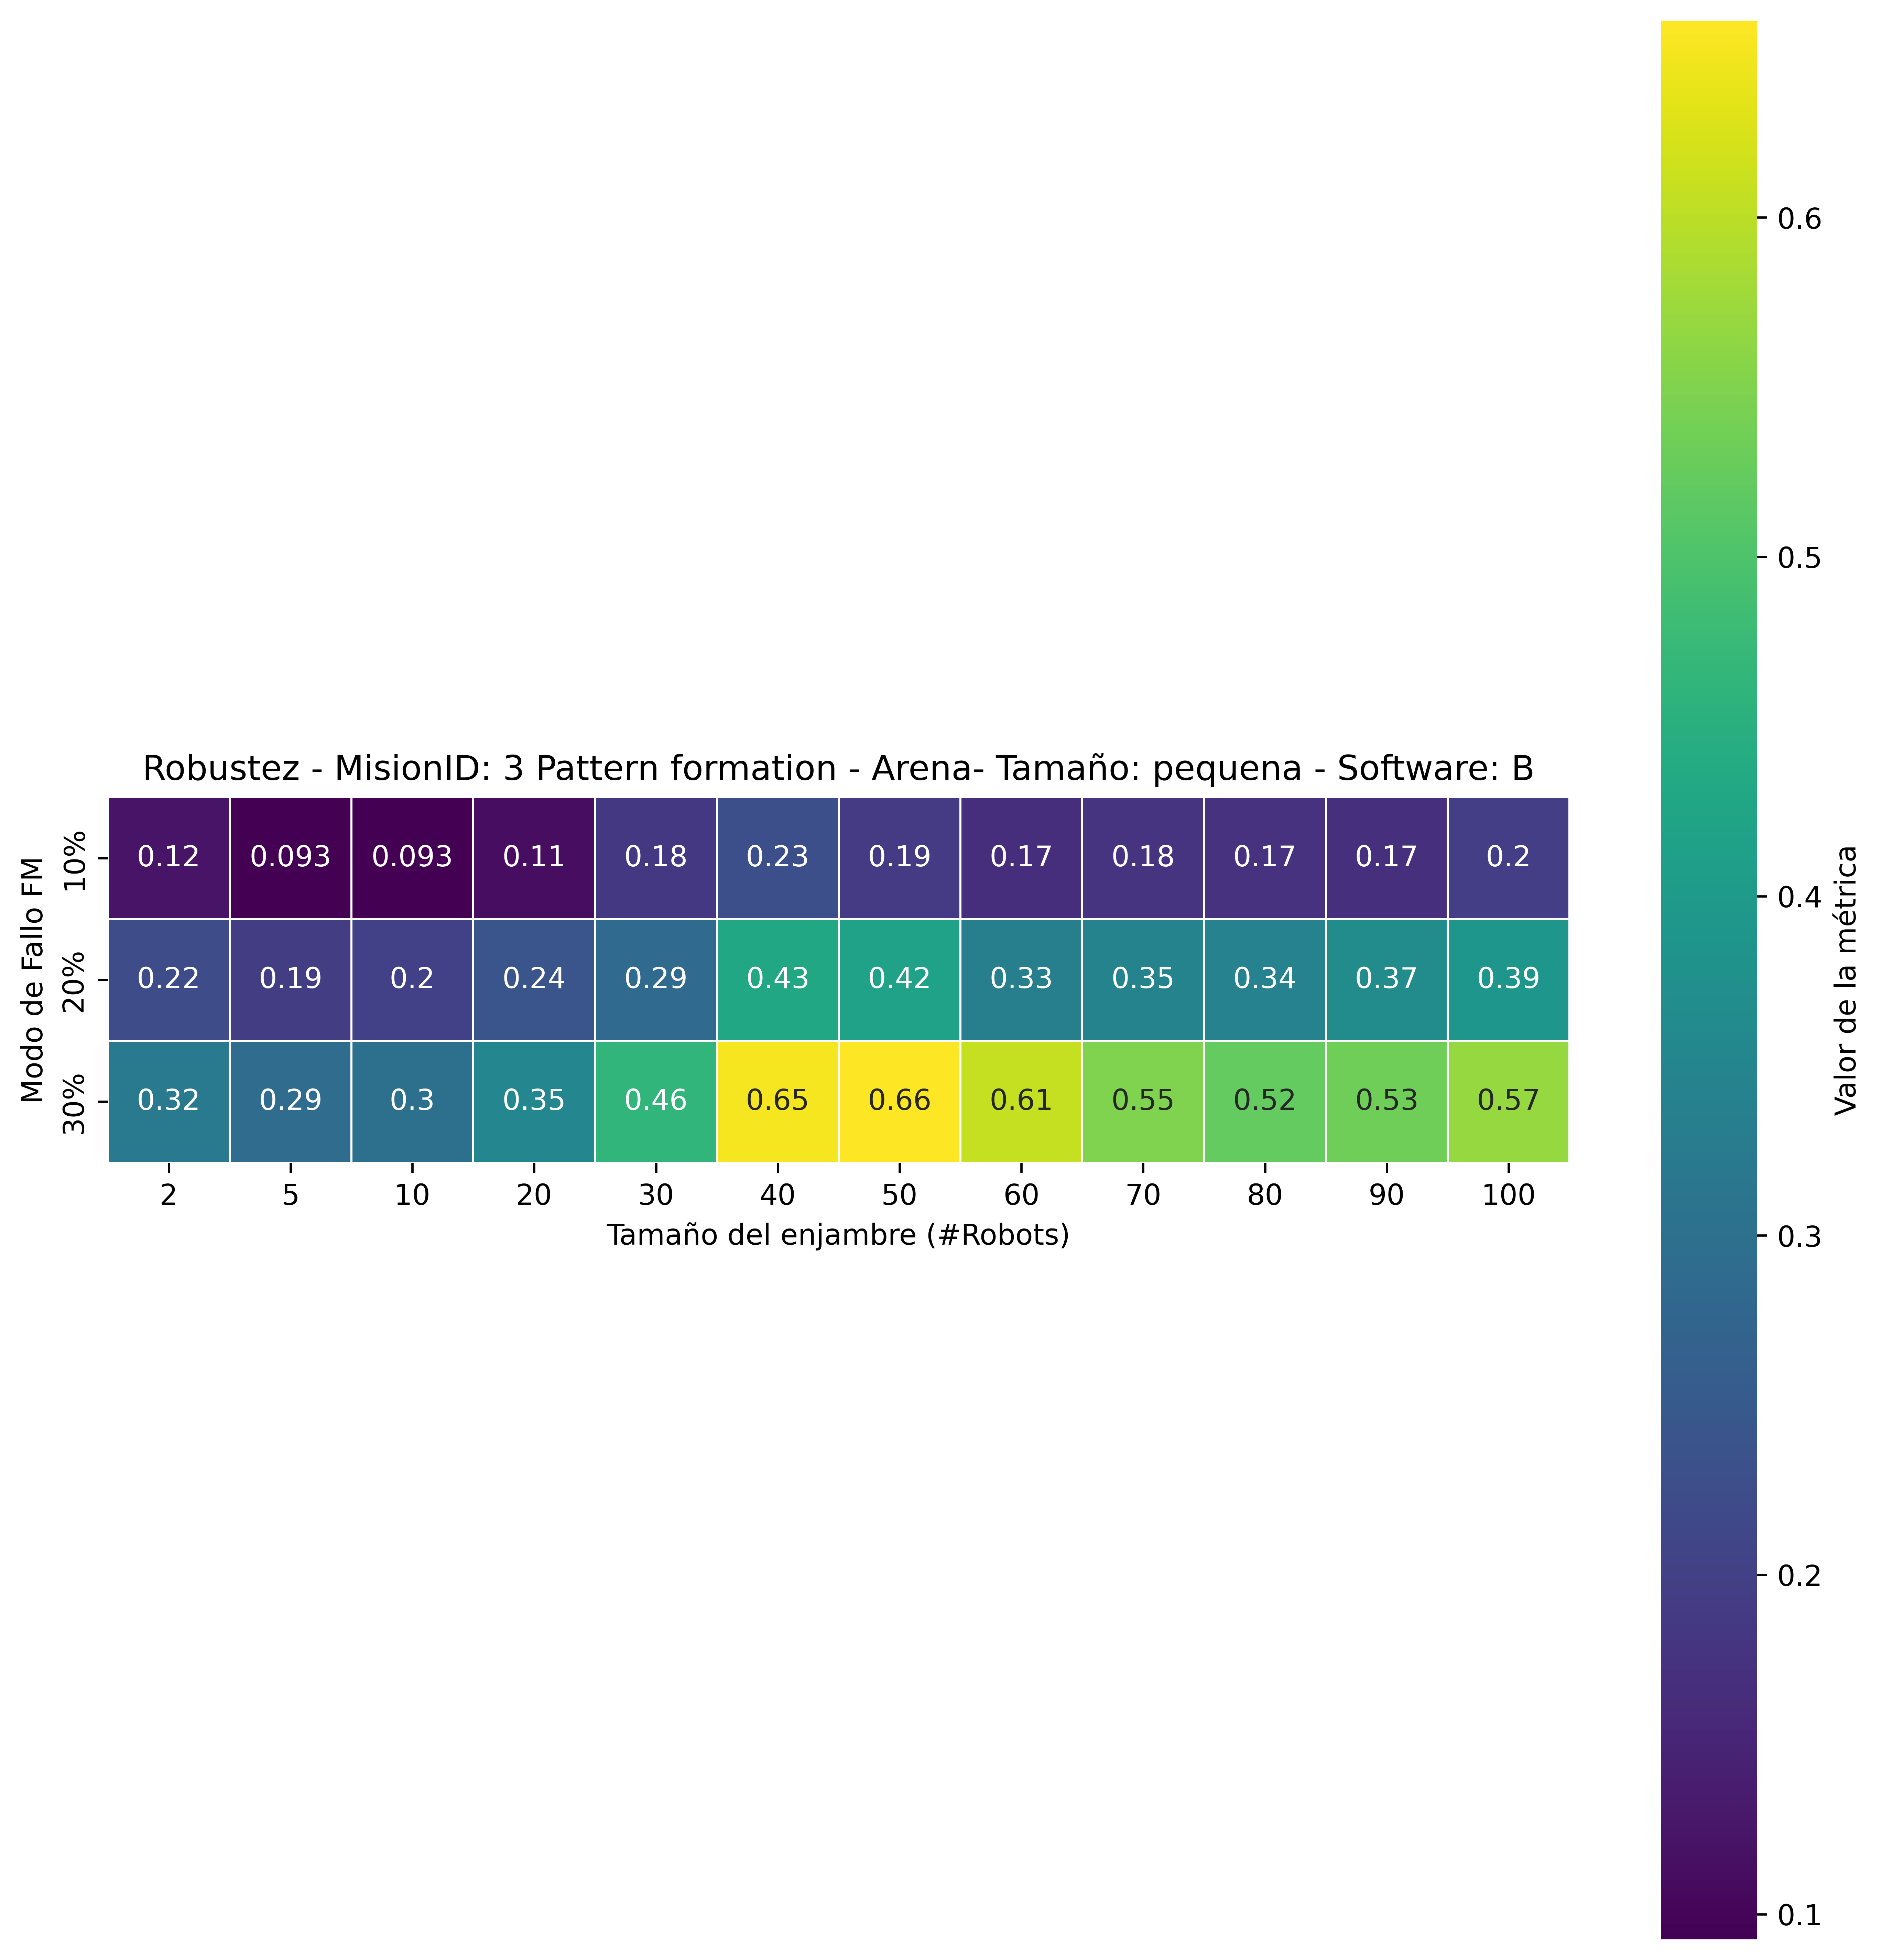 Robustez - MisionID: 3 Pattern formation - Arena- Tamaño: pequena - Software: B
Modo de Fallo FM
10%
0.12 0.093 0.093 0.11 0.18 0.23 0.19 0.17 0.18 0.17 0.17 0.2
20%
0.22 0.19 0.2 0.24 0.29 0.43 0.42 0.33 0.35 0.34 0.37 0.39
30%
0.32 0.29 0.3 0.35 0.46 0.65 0.66 0.61 0.55 0.52 0.53 0.57
2 5 10 20 30 40 50 60 70 80 90 100
Tamaño del enjambre (#Robots)
0.6
0.5
0.4
0.3
0.2
0.1
Valor de la métrica